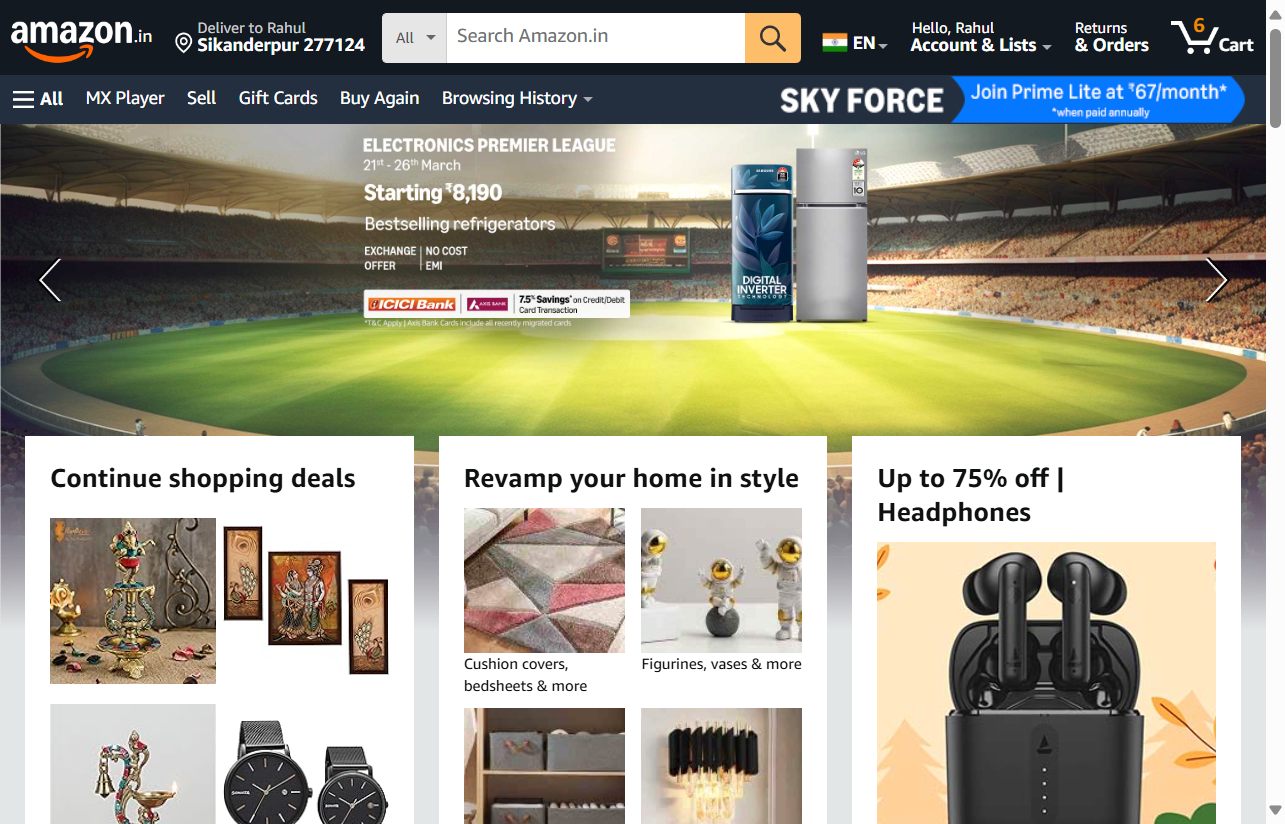 amazon.in
Deliver to Rahul
Sikanderpur 277124
All
Search Amazon.in
EN
Hello, Rahul
Account & Lists
Returns
& Orders
6
Cart
All
MX Player
Sell
Gift Cards
Buy Again
Browsing History
SKY FORCE
Join Prime Lite at ₹67/month*
*when paid annually
ELECTRONICS PREMIER LEAGUE
21st - 26th March
Starting ₹8,190
Bestselling refrigerators
EXCHANGE OFFER
NO COST EMI
ICICI Bank
AXIS BANK
7.5% Savings* on Credit/Debit
Card Transaction
*T&C Apply | Axis Bank Cards include all recently migrated cards
SAMSUNG
DIGITAL
INVERTER
TECHNOLOGY
LG
Continue shopping deals
Revamp your home in style
Up to 75% off |
Headphones
Cushion covers,
bedsheets & more
Figurines, vases & more
SONATA
SONATA